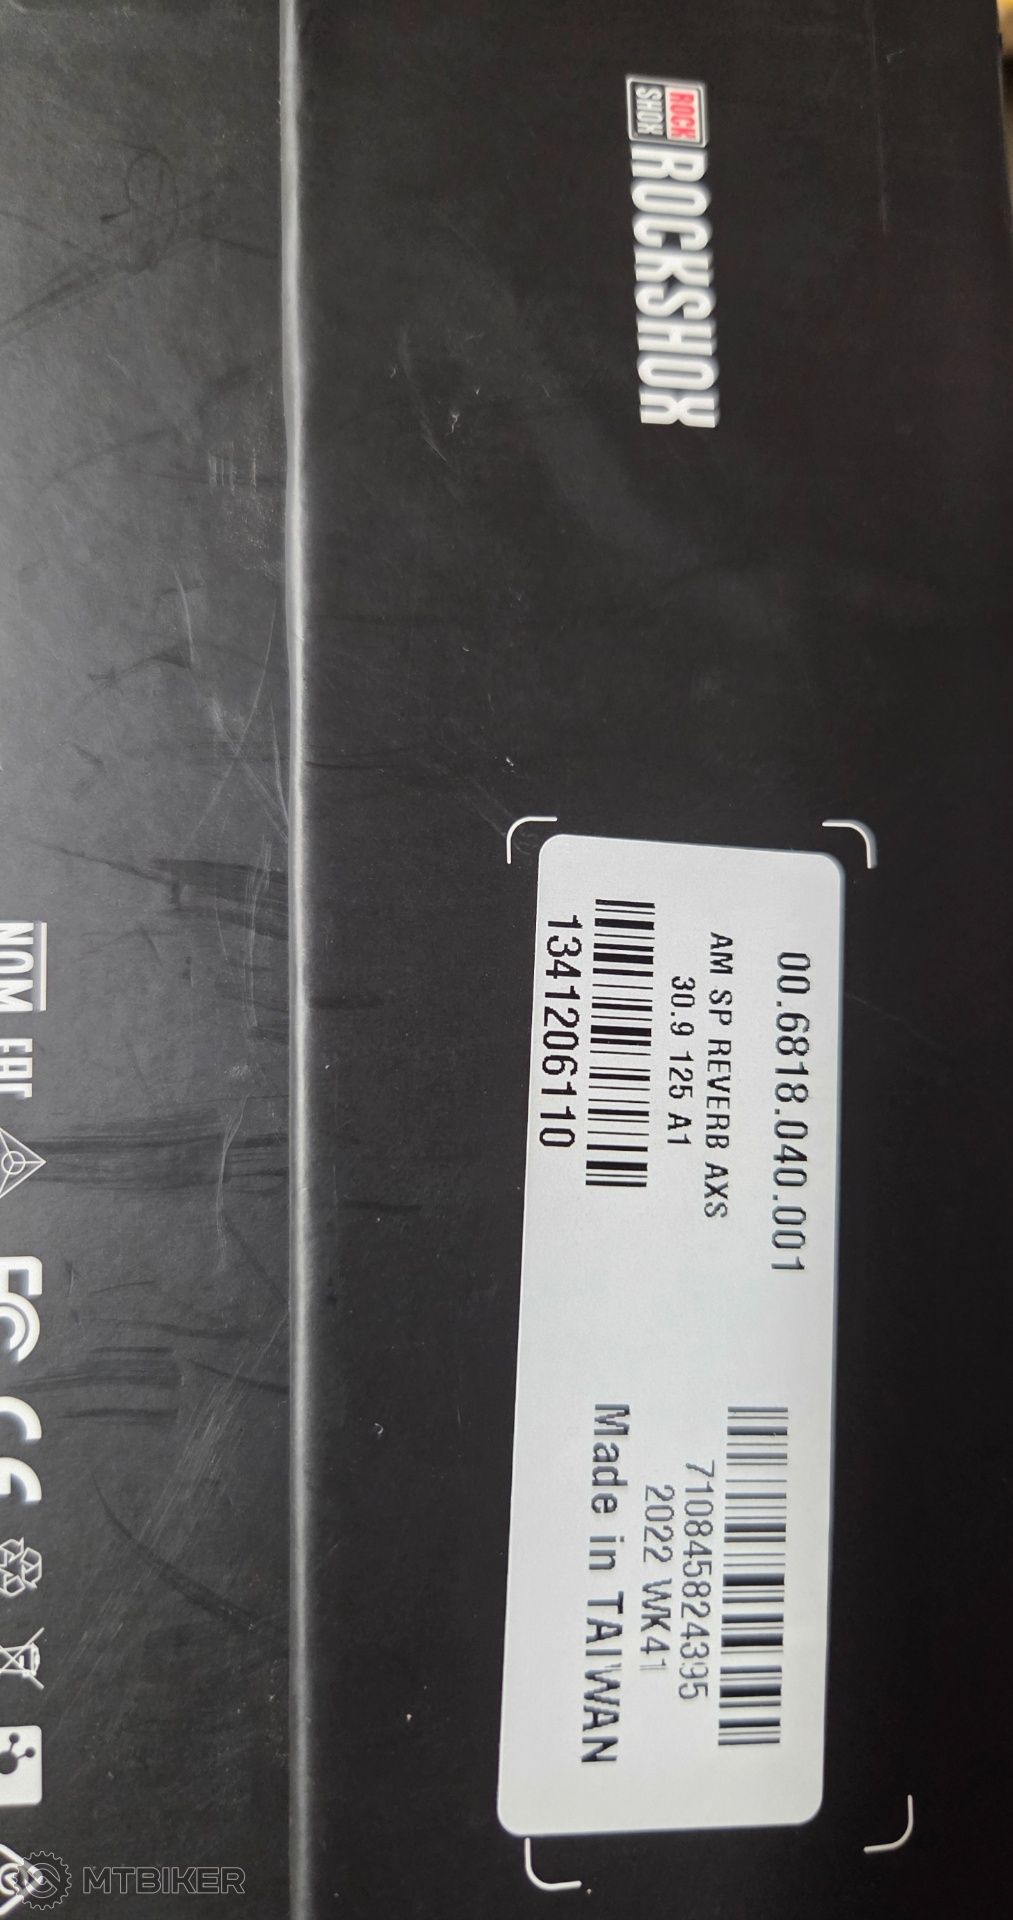 ROCK
SHOX
ROCKSHOX
00.6818.040.001
AM SP REVERB AXS
30.9 125 A1
1341206110
710845824395
2022 WK41
Made in TAIWAN
NOM
FC
CE
MTBIKER